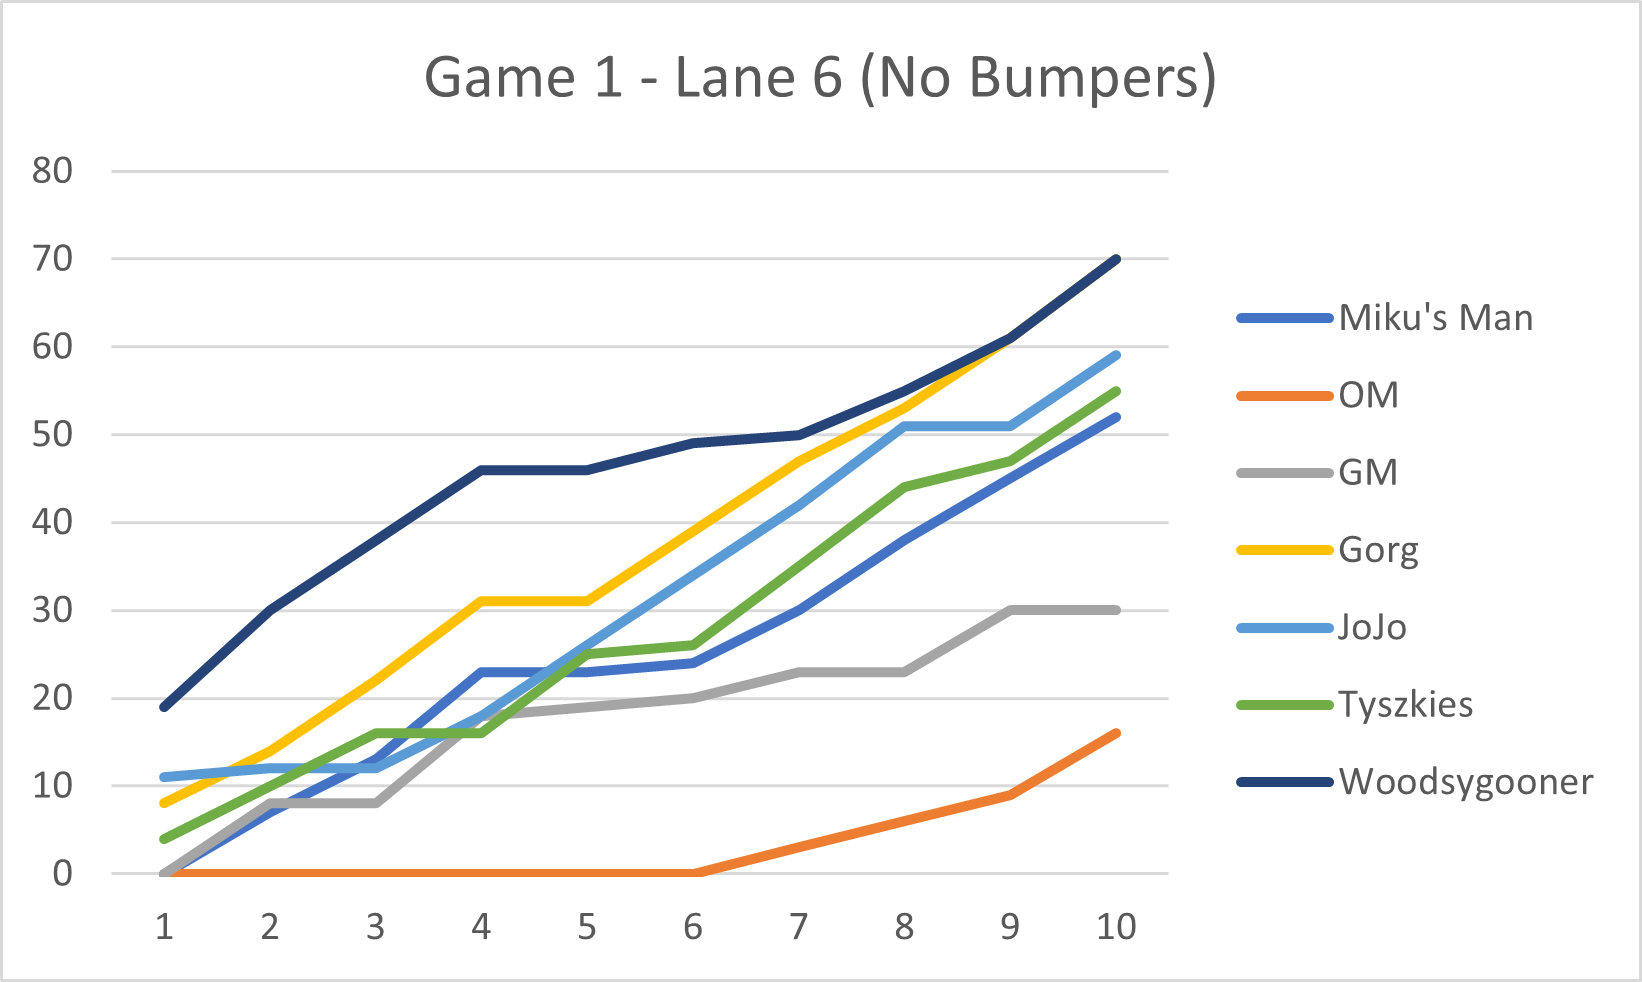 Game 1 - Lane 6 (No Bumpers)
80
70
60
50
40
30
20
10
0
1 2 3 4 5 6 7 8 9 10
Miku's Man
OM
GM
Gorg
JoJo
Tyszkies
Woodsygooner